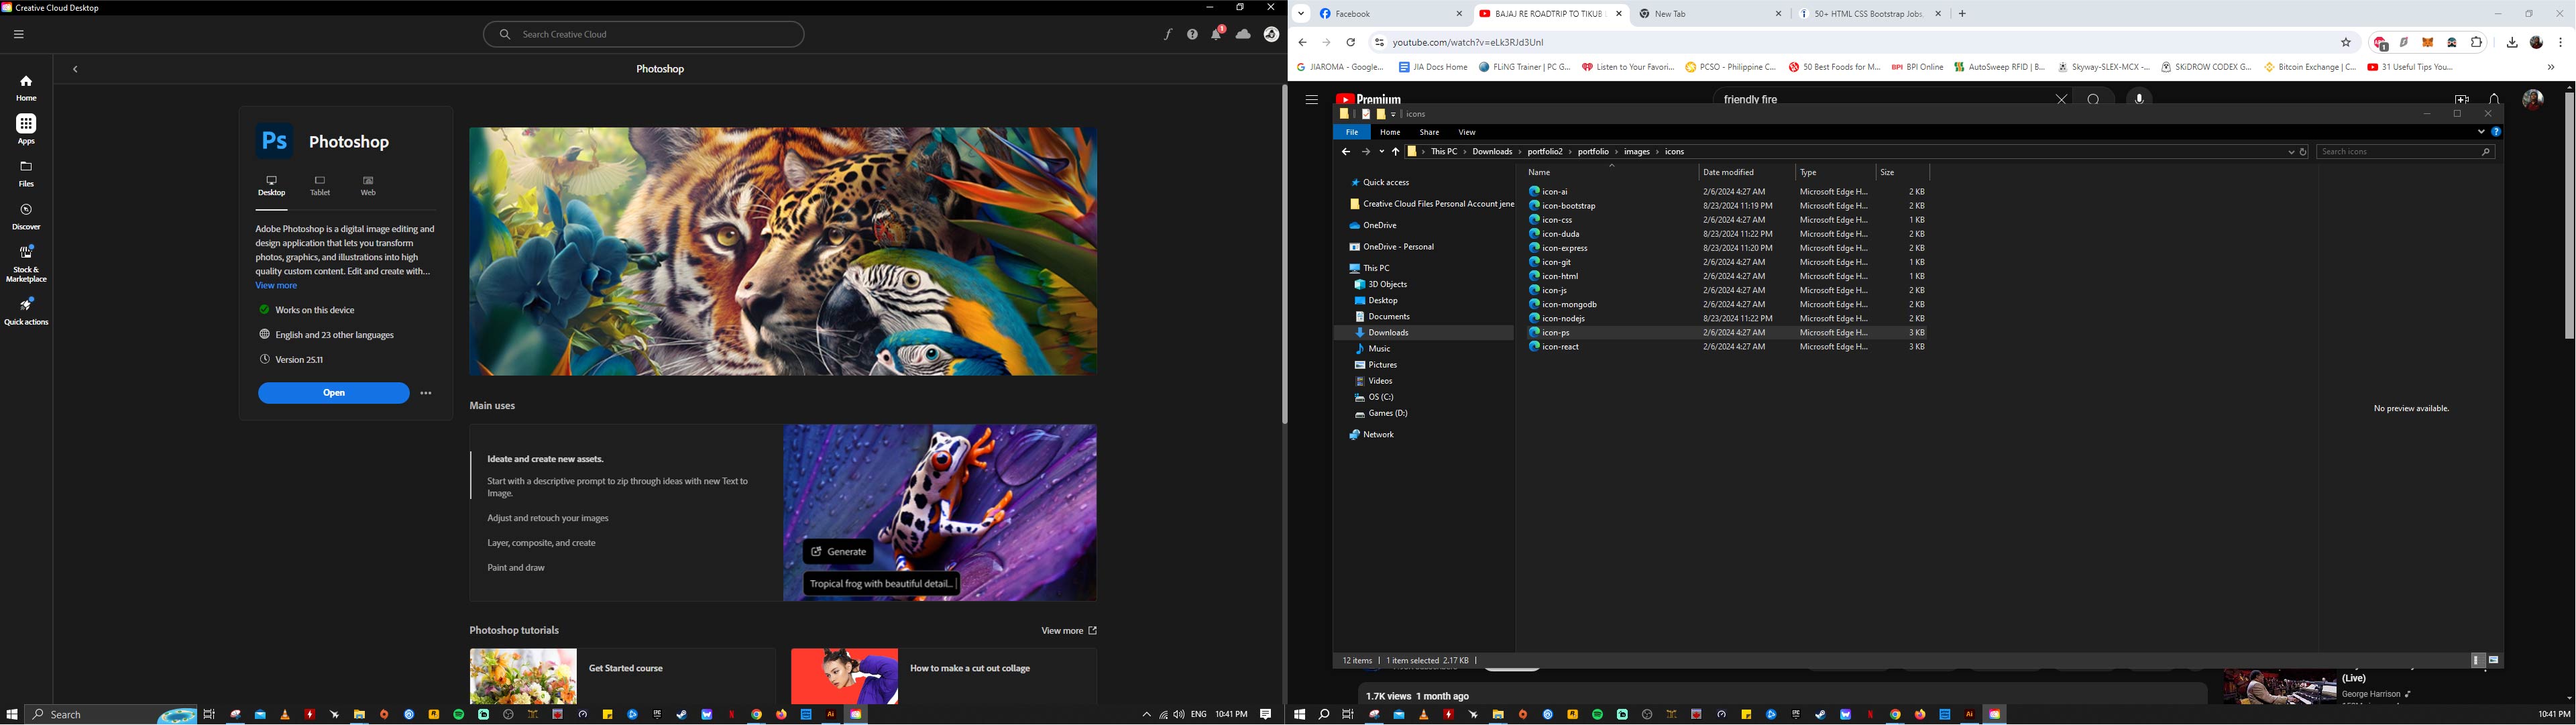 Creative Cloud Desktop
Search Creative Cloud
1
Photoshop
Home
Apps
Files
Discover
Stock &
Marketplace
Quick actions
Ps
Photoshop
Desktop
Tablet
Web
Adobe Photoshop is a digital image editing and
design application that lets you transform
photos, graphics, and illustrations into high
quality custom content. Edit and create with...
View more
Works on this device
English and 23 other languages
Version 25.11
Open
Main uses
Ideate and create new assets.
Start with a descriptive prompt to zip through ideas with new Text to
Image.
Adjust and retouch your images
Layer, composite, and create
Paint and draw
Generate
Tropical frog with beautiful detail...
Photoshop tutorials
View more
Get Started course
How to make a cut out collage
Search
ENG 10:41 PM
Facebook
BAJAJ RE ROADTRIP TO TIKUB
New Tab
50+ HTML CSS Bootstrap Jobs,
youtube.com/watch?v=eLk3RJd3UnI
JIAROMA - Google...
JIA Docs Home
FLiNG Trainer | PC G...
Listen to Your Favori...
PCSO - Philippine C...
50 Best Foods for M...
BPI Online
AutoSweep RFID | B...
Skyway-SLEX-MCX -...
SKiDROW CODEX G...
Bitcoin Exchange | C...
31 Useful Tips You...
Premium
friendly fire
icons
File
Home
Share
View
This PC > Downloads > portfolio2 > portfolio > images > icons
Search icons
Quick access
Creative Cloud Files Personal Account jene
OneDrive
OneDrive - Personal
This PC
3D Objects
Desktop
Documents
Downloads
Music
Pictures
Videos
OS (C:)
Games (D:)
Network
Name Date modified Type Size
icon-ai 2/6/2024 4:27 AM Microsoft Edge H... 2 KB
icon-bootstrap 8/23/2024 11:19 PM Microsoft Edge H... 2 KB
icon-css 2/6/2024 4:27 AM Microsoft Edge H... 1 KB
icon-duda 8/23/2024 11:22 PM Microsoft Edge H... 2 KB
icon-express 8/23/2024 11:20 PM Microsoft Edge H... 2 KB
icon-git 2/6/2024 4:27 AM Microsoft Edge H... 1 KB
icon-html 2/6/2024 4:27 AM Microsoft Edge H... 1 KB
icon-js 2/6/2024 4:27 AM Microsoft Edge H... 2 KB
icon-mongodb 2/6/2024 4:27 AM Microsoft Edge H... 2 KB
icon-nodejs 8/23/2024 11:22 PM Microsoft Edge H... 2 KB
icon-ps 2/6/2024 4:27 AM Microsoft Edge H... 3 KB
icon-react 2/6/2024 4:27 AM Microsoft Edge H... 3 KB
No preview available.
12 items
1 item selected 2.17 KB
1.7K views 1 month ago
(Live)
George Harrison
10:41 PM